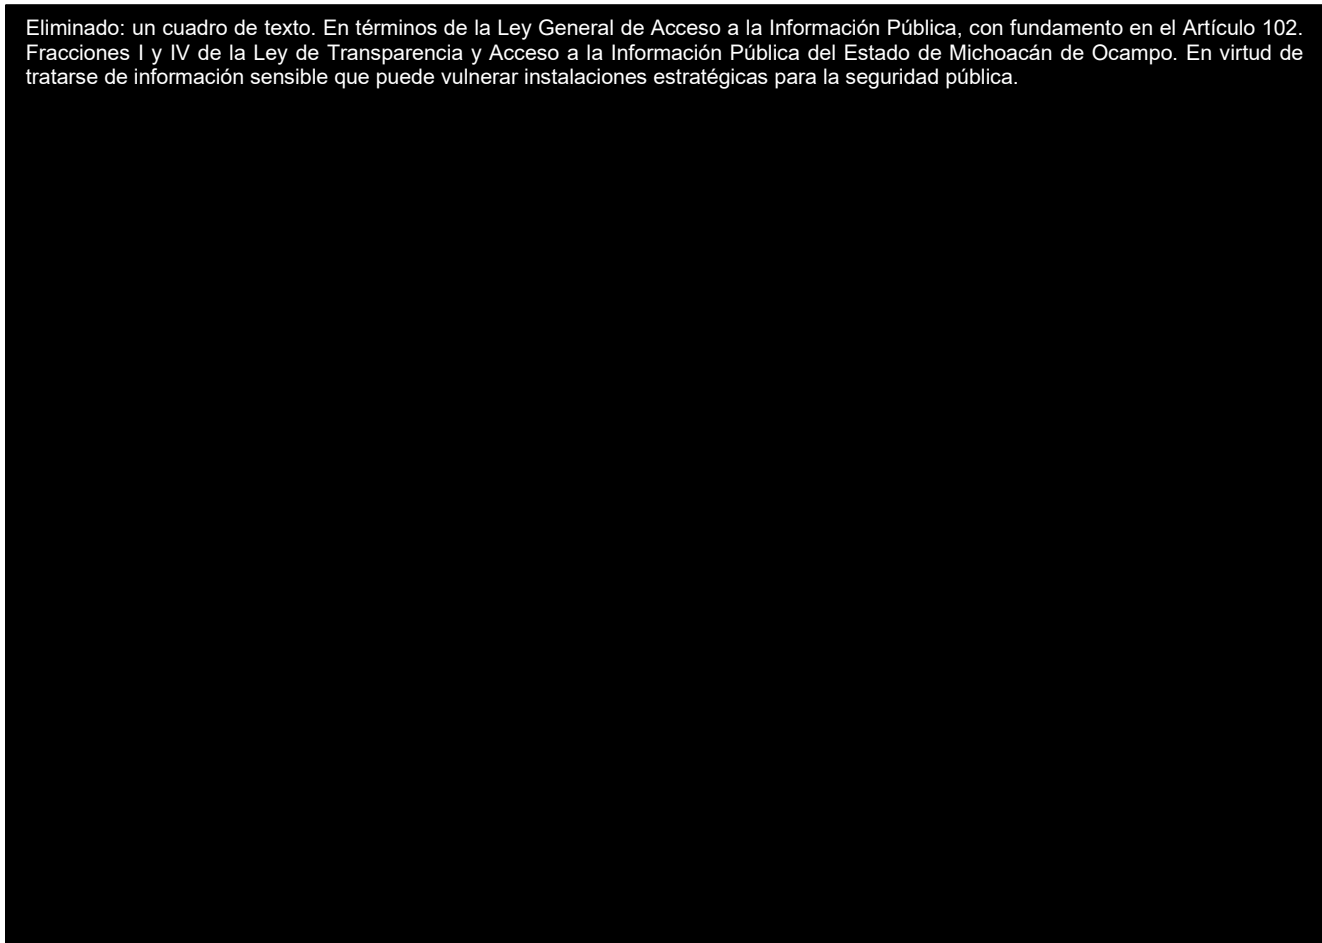 Eliminado: un cuadro de texto. En términos de la Ley General de Acceso a la Información Pública, con fundamento en el Artículo 102.
Fracciones I y IV de la Ley de Transparencia y Acceso a la Información Pública del Estado de Michoacán de Ocampo. En virtud de
tratarse de información sensible que puede vulnerar instalaciones estratégicas para la seguridad pública.